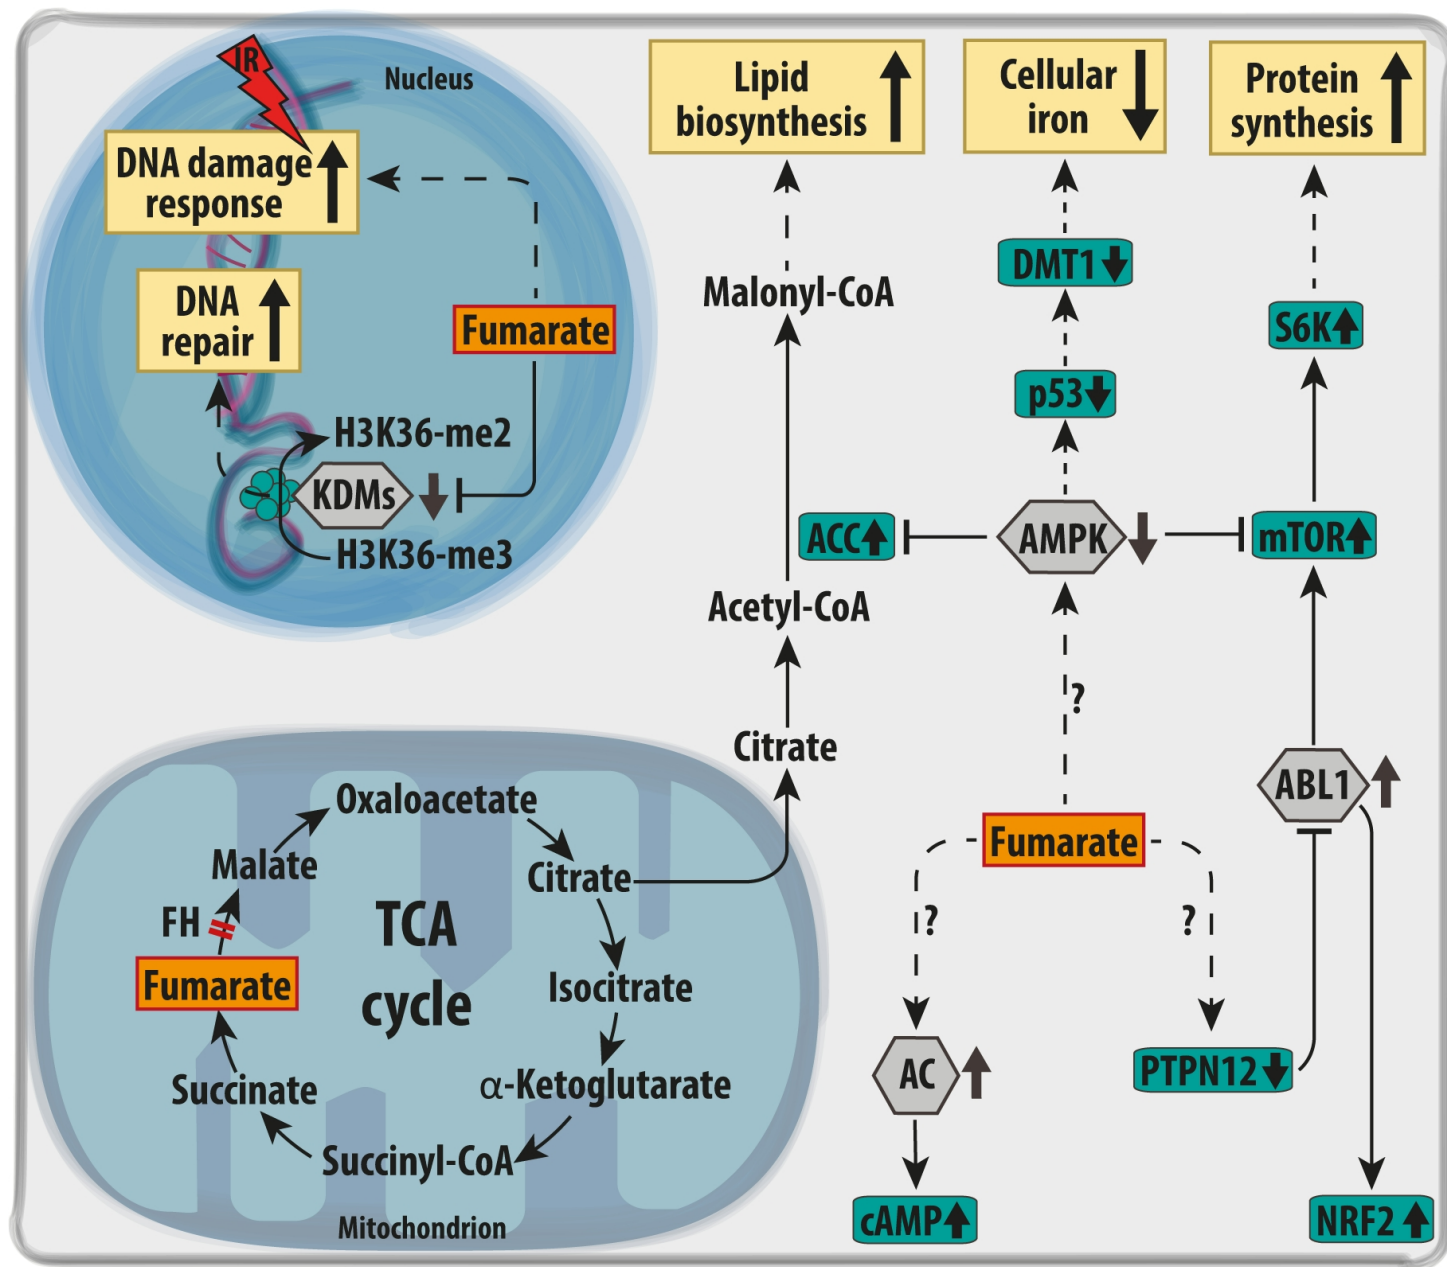 IR
Nucleus
DNA damage
response
DNA
repair
Fumarate
H3K36-me2
KDMs
H3K36-me3
Lipid
biosynthesis
Cellular
iron
Protein
synthesis
Malonyl-CoA
DMT1
S6K
p53
ACC
AMPK
mTOR
Acetyl-CoA
?
Citrate
ABL1
Fumarate
?
?
AC
PTPN12
cAMP
NRF2
Oxaloacetate
Malate
Citrate
FH
TCA
cycle
Fumarate
Isocitrate
Succinate
α-Ketoglutarate
Succinyl-CoA
Mitochondrion